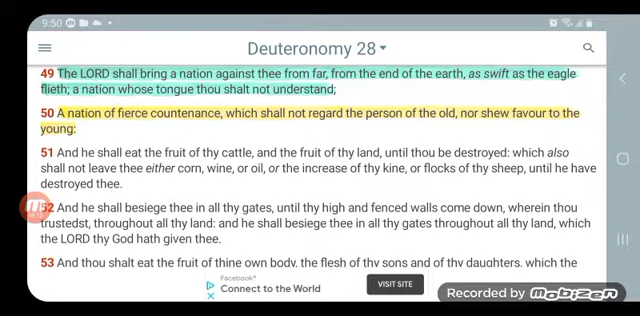 9:50
Deuteronomy 28
49 The LORD shall bring a nation against thee from far, from the end of the earth, as swift as the eagle
flieth; a nation whose tongue thou shalt not understand;
50 A nation of fierce countenance, which shall not regard the person of the old, nor shew favour to the
young:
51 And he shall eat the fruit of thy cattle, and the fruit of thy land, until thou be destroyed: which also
shall not leave thee either corn, wine, or oil, or the increase of thy kine, or flocks of thy sheep, until he have
destroyed thee.
52 And he shall besiege thee in all thy gates, until thy high and fenced walls come down, wherein thou
trustedst, throughout all thy land: and he shall besiege thee in all thy gates throughout all thy land, which
the LORD thy God hath given thee.
53 And thou shalt eat the fruit of thine own body, the flesh of thy sons and of thy daughters, which the
Facebook®
Connect to the World
VISIT SITE
Recorded by Mobizen